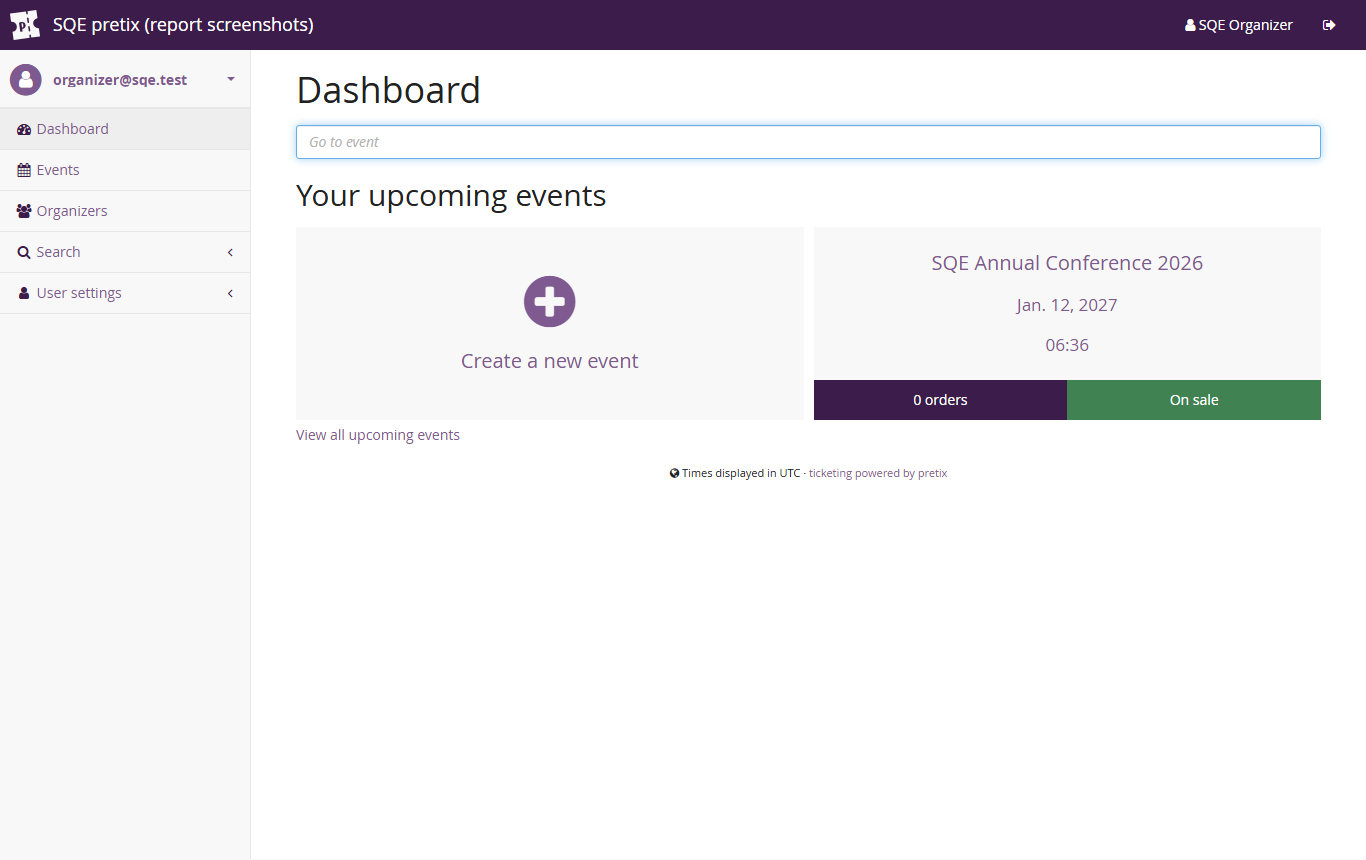 SQE pretix (report screenshots)
SQE Organizer
organizer@sqe.test
Dashboard
Events
Organizers
Search
User settings
Dashboard
Go to event
Your upcoming events
Create a new event
SQE Annual Conference 2026
Jan. 12, 2027
06:36
0 orders
On sale
View all upcoming events
Times displayed in UTC · ticketing powered by pretix